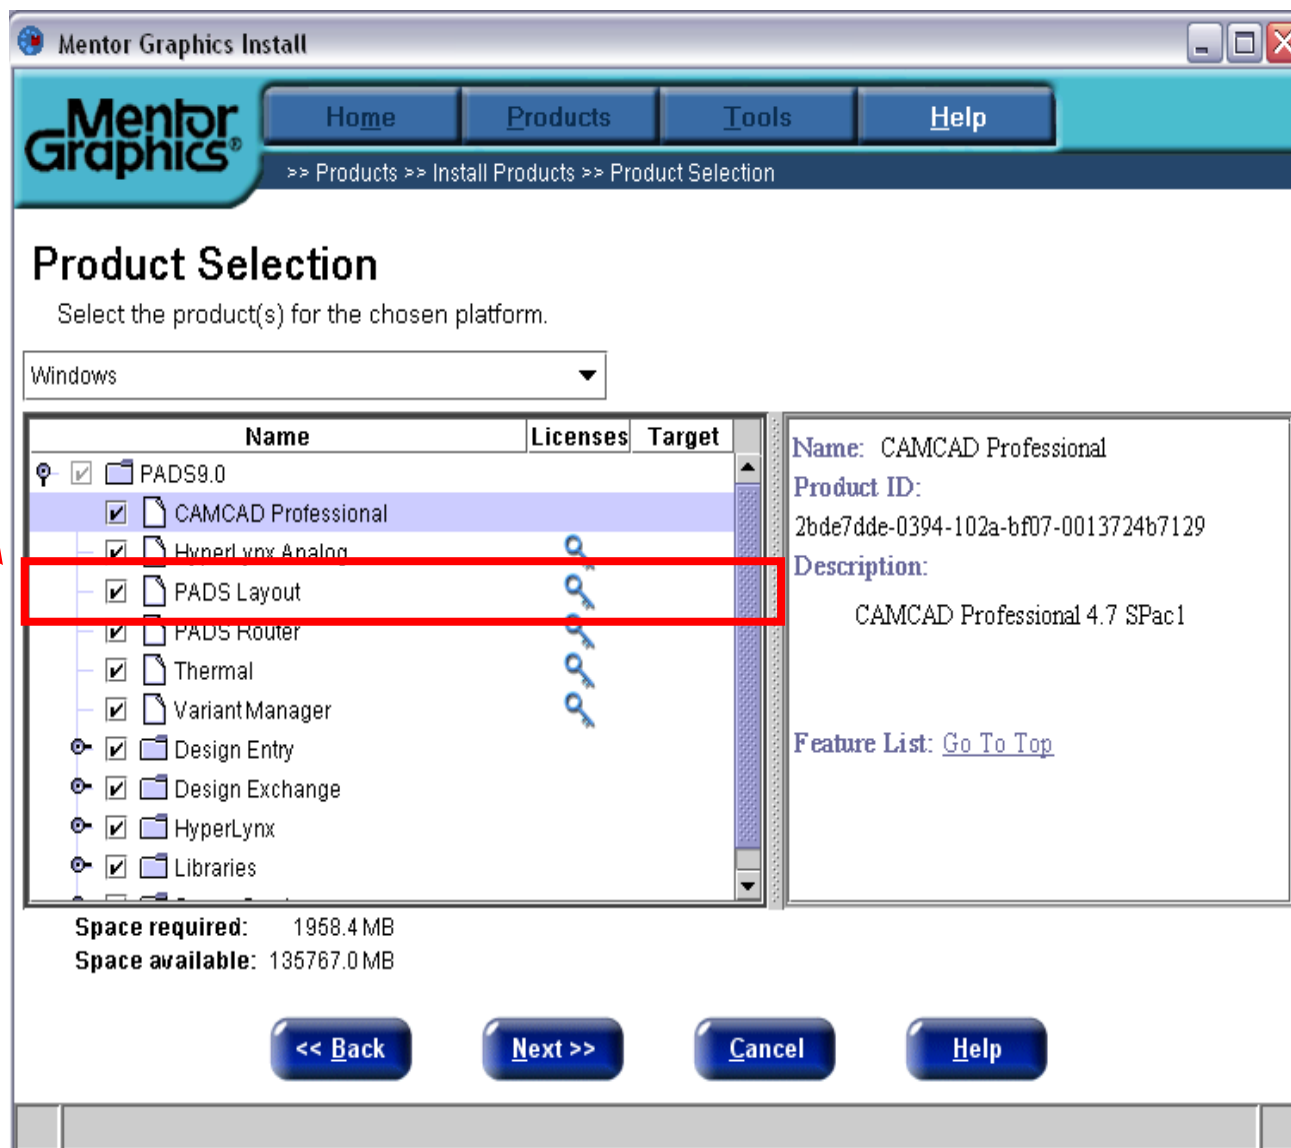 Mentor Graphics Install
Mentor Graphics®
Home Products Tools Help
>> Products >> Install Products >> Product Selection
Product Selection
Select the product(s) for the chosen platform.
Windows
Name Licenses Target
PADS9.0
CAMCAD Professional
HyperLynx Analog
PADS Layout
PADS Router
Thermal
Variant Manager
Design Entry
Design Exchange
HyperLynx
Libraries
Name: CAMCAD Professional
Product ID:
2bde7dde-0394-102a-bf07-0013724b7129
Description:
CAMCAD Professional 4.7 SPac1
Feature List: Go To Top
Space required: 1958.4 MB
Space available: 135767.0 MB
<< Back Next >> Cancel Help